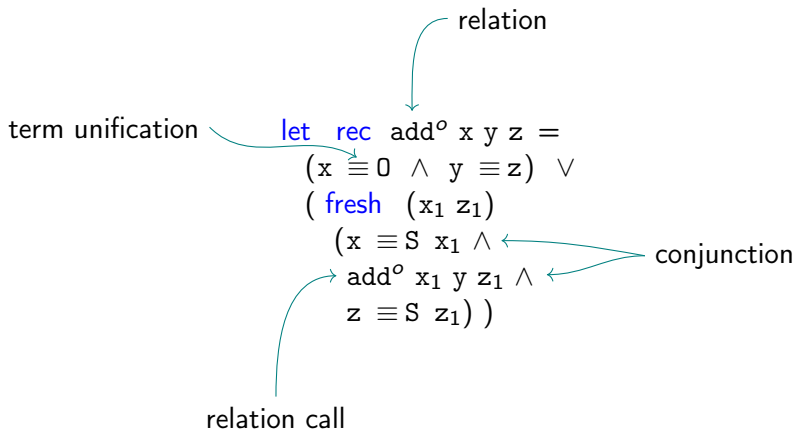 relation
term unification
let rec addᵒ x y z =
(x ≡ O ∧ y ≡ z) ∨
( fresh (x₁ z₁)
(x ≡ S x₁ ∧
addᵒ x₁ y z₁ ∧
z ≡ S z₁) )
conjunction
relation call